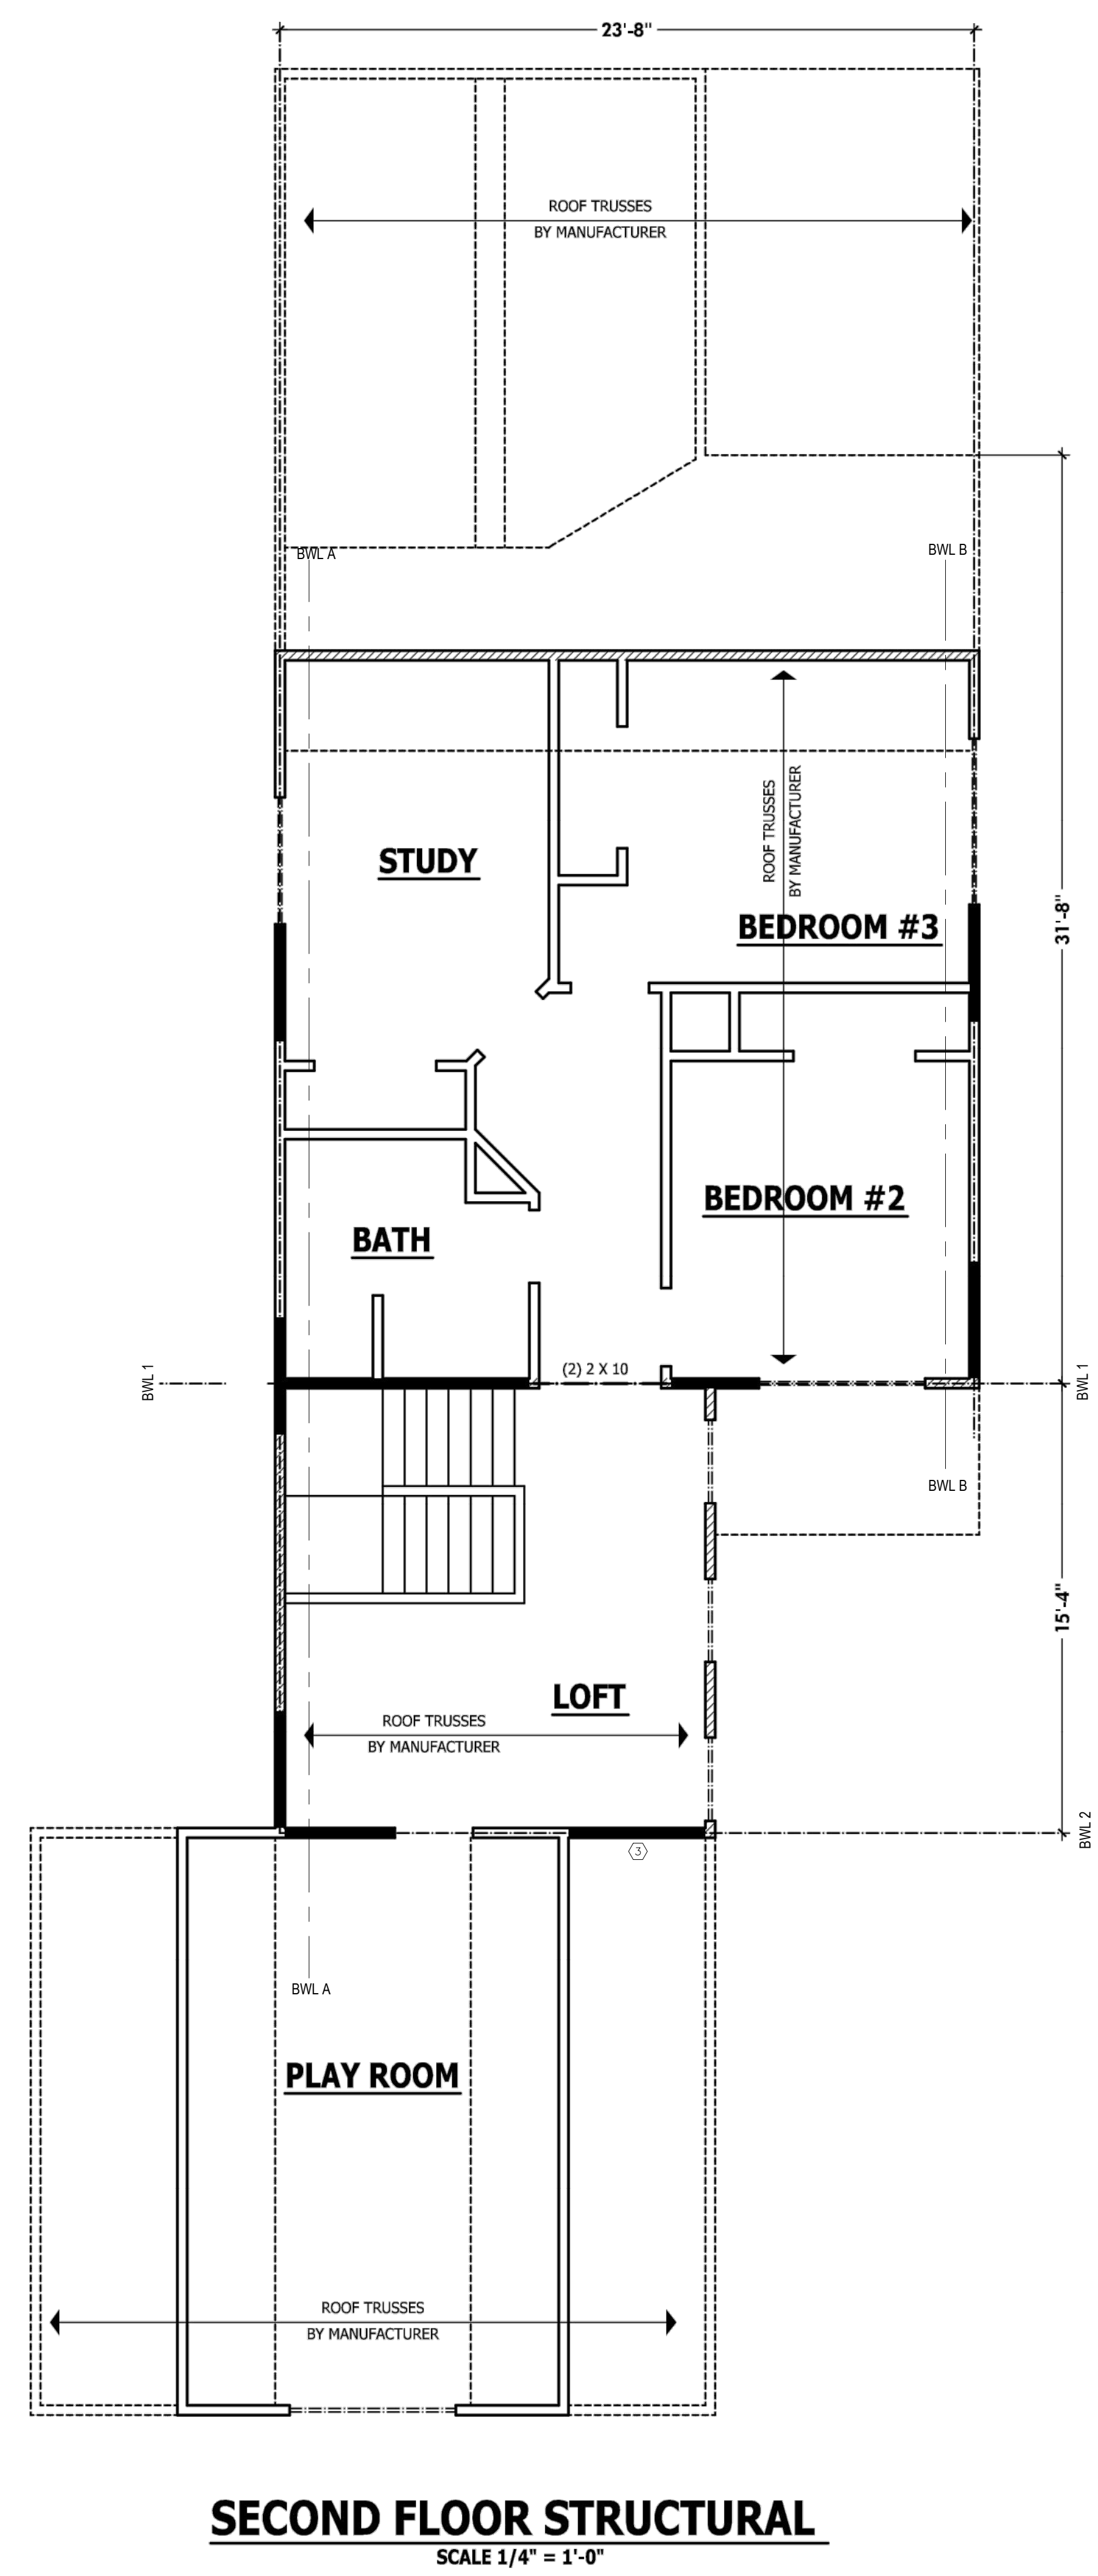 23'-8"
ROOF TRUSSES
BY MANUFACTURER
BWL A
BWL B
STUDY
ROOF TRUSSES
BY MANUFACTURER
BEDROOM #3
31'-8"
BEDROOM #2
BATH
(2) 2 X 10
BWL 1
BWL 1
BWL B
15'-4"
LOFT
ROOF TRUSSES
BY MANUFACTURER
BWL 2
3
BWL A
PLAY ROOM
ROOF TRUSSES
BY MANUFACTURER
SECOND FLOOR STRUCTURAL
SCALE 1/4" = 1'-0"